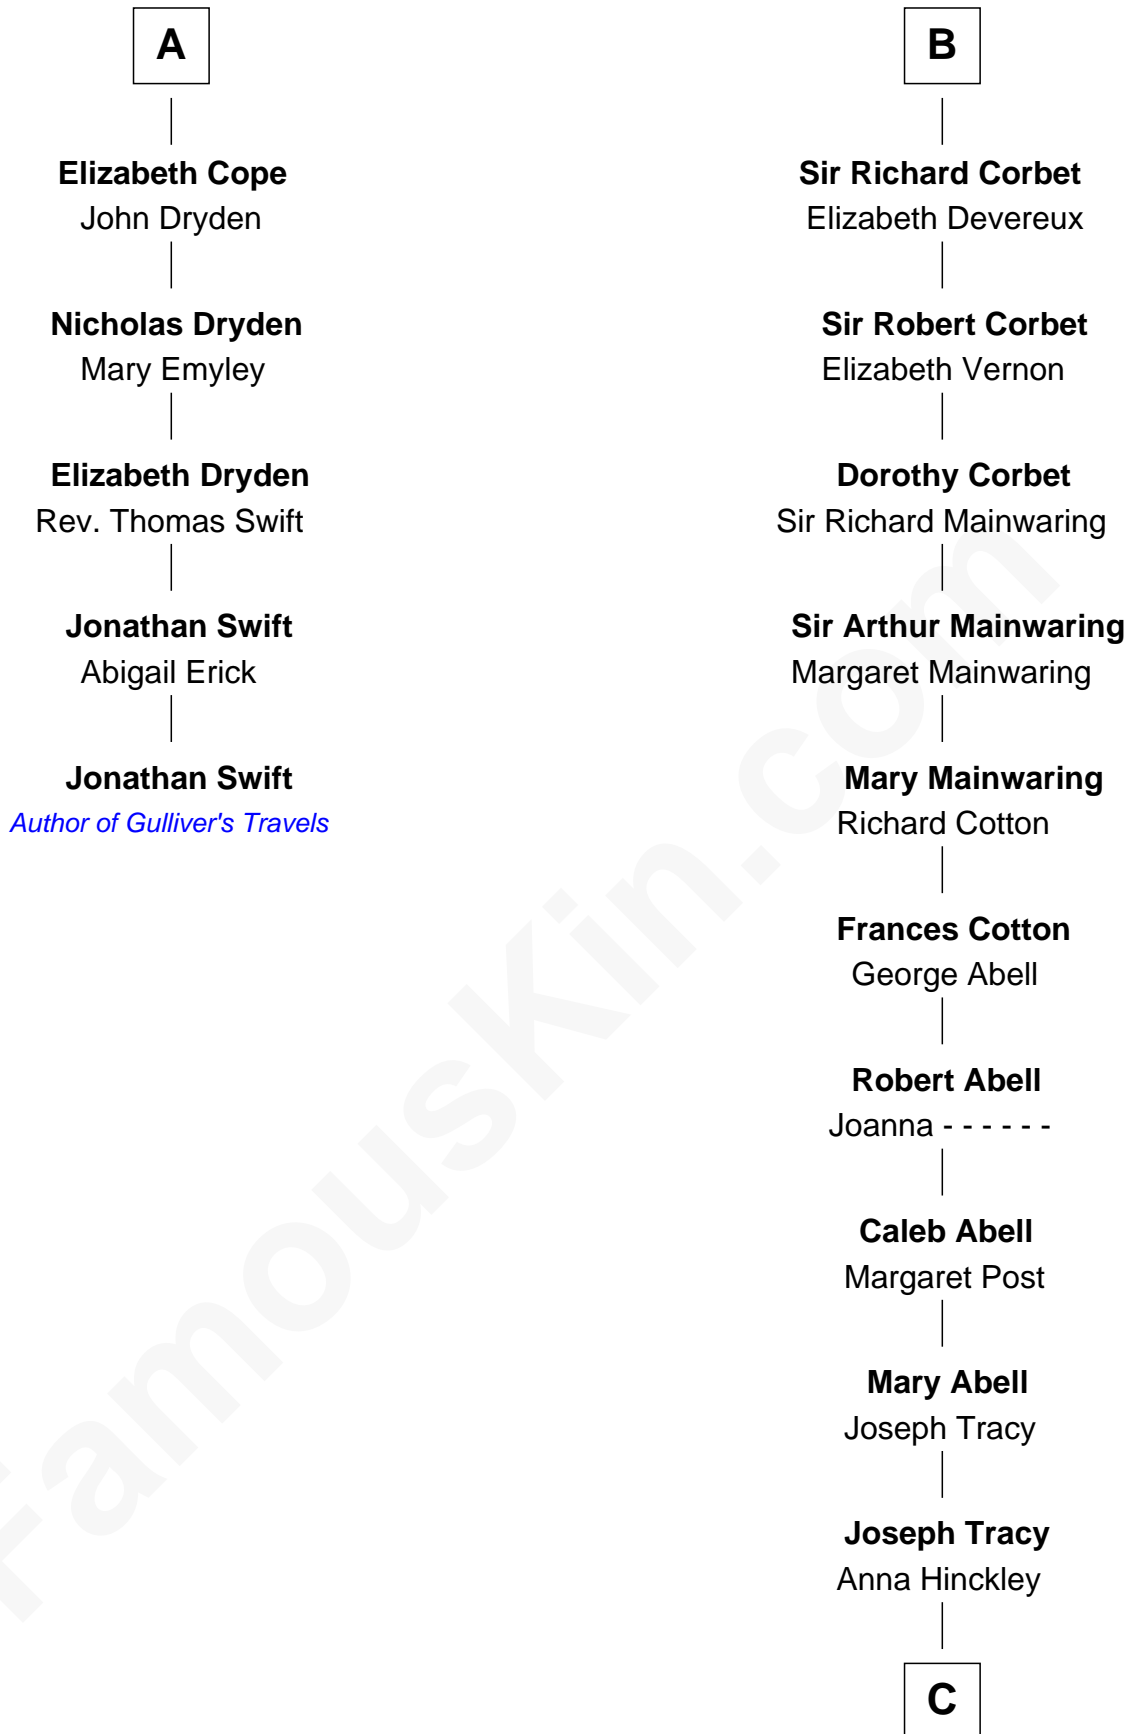 A
Elizabeth Cope
John Dryden
Nicholas Dryden
Mary Emyley
Elizabeth Dryden
Rev. Thomas Swift
Jonathan Swift
Abigail Erick
Jonathan Swift
Author of Gulliver's Travels
B
Sir Richard Corbet
Elizabeth Devereux
Sir Robert Corbet
Elizabeth Vernon
Dorothy Corbet
Sir Richard Mainwaring
Sir Arthur Mainwaring
Margaret Mainwaring
Mary Mainwaring
Richard Cotton
Frances Cotton
George Abell
Robert Abell
Joanna - - - - - -
Caleb Abell
Margaret Post
Mary Abell
Joseph Tracy
Joseph Tracy
Anna Hinckley
C
FamousKin.com